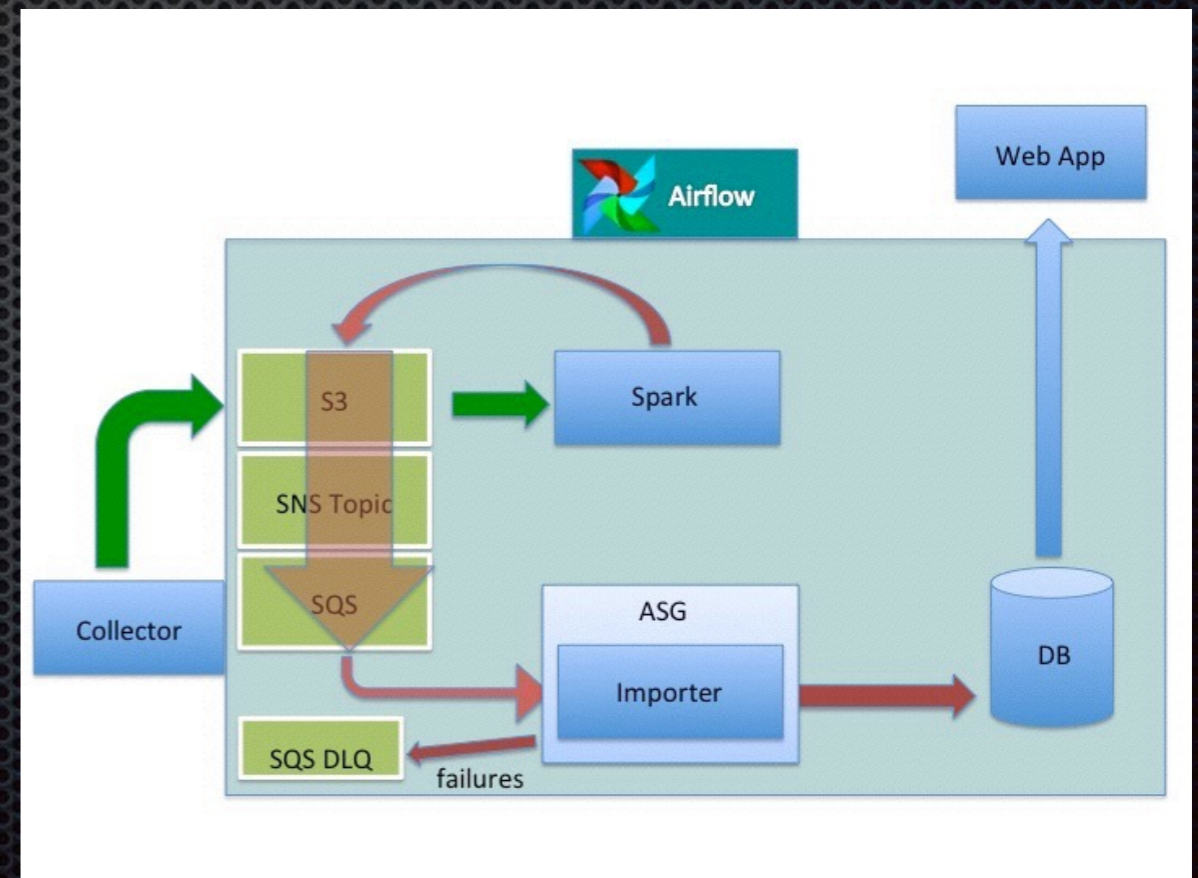 Web App
Airflow
S3
Spark
SNS Topic
SQS
Collector
ASG
Importer
DB
SQS DLQ
failures